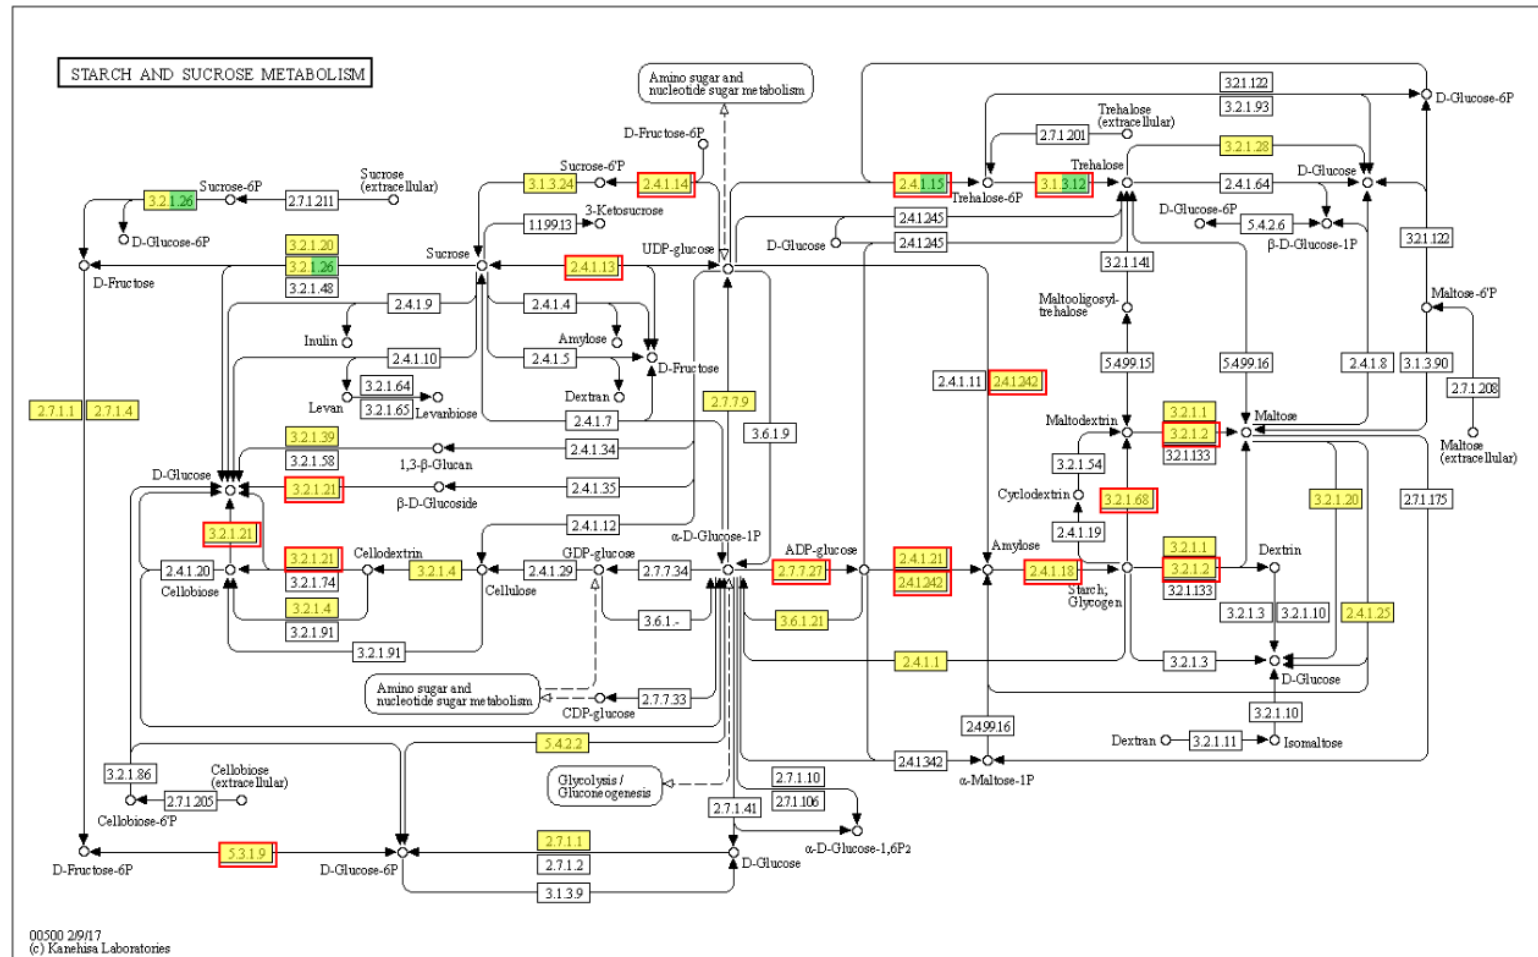 STARCH AND SUCROSE METABOLISM
Amino sugar and
nucleotide sugar metabolism
3.2.1.122
D-Glucose-6P
3.2.1.93
Trehalose
(extracellular)
2.7.1.201
D-Fructose-6P
3.2.1.28
Sucrose-6'P
Trehalose
3.1.3.24
2.4.1.14
2.4.1.15
Trehalose-6P
3.1.3.12
2.4.1.64
D-Glucose
Sucrose-6P
Sucrose
(extracellular)
3.2.1.26
2.7.1.211
D-Glucose-6P
3-Ketosucrose
1.1.99.13
2.4.1.245
D-Glucose
2.4.1.245
D-Glucose-6P
5.4.2.6
β-D-Glucose-1P
3.2.1.122
3.2.1.20
3.2.1.26
3.2.1.48
D-Fructose
Sucrose
2.4.1.13
UDP-glucose
3.2.1.141
2.4.1.9
2.4.1.4
Maltooligosyl-
trehalose
Maltose-6'P
Inulin
Amylose
2.4.1.10
2.4.1.5
D-Fructose
5.4.99.15
5.4.99.16
2.4.1.8
3.1.3.90
3.2.1.64
3.2.1.65
Levan
Levanbiose
Dextran
2.4.1.11
2.4.1.242
2.7.1.208
2.7.1.1
2.7.1.4
2.7.7.9
2.4.1.7
3.6.1.9
Maltodextrin
3.2.1.1
3.2.1.2
3.2.1.133
Maltose
Maltose
(extracellular)
3.2.1.39
3.2.1.58
1,3-β-Glucan
2.4.1.34
3.2.1.54
D-Glucose
3.2.1.21
β-D-Glucoside
2.4.1.35
Cyclodextrin
3.2.1.68
3.2.1.20
2.7.1.175
3.2.1.21
2.4.1.12
α-D-Glucose-1P
2.4.1.19
3.2.1.21
Cellodextrin
GDP-glucose
ADP-glucose
2.4.1.21
Amylose
3.2.1.1
Dextrin
2.4.1.20
3.2.1.74
3.2.1.4
2.4.1.29
2.7.7.34
2.7.7.27
2.4.1.242
2.4.1.18
3.2.1.2
3.2.1.133
Cellobiose
Cellulose
Starch;
Glycogen
3.2.1.4
3.2.1.91
3.6.1.-
3.6.1.21
3.2.1.3
3.2.1.10
2.4.1.25
3.2.1.91
2.4.1.1
3.2.1.3
D-Glucose
Amino sugar and
nucleotide sugar metabolism
2.7.7.33
CDP-glucose
3.2.1.10
2.4.99.16
5.4.2.2
Dextran
3.2.1.11
Isomaltose
3.2.1.86
2.4.1.342
α-Maltose-1P
Cellobiose
(extracellular)
Glycolysis /
Gluconeogenesis
2.7.1.10
2.7.1.106
2.7.1.205
2.7.1.41
Cellobiose-6'P
5.3.1.9
2.7.1.1
2.7.1.2
α-D-Glucose-1,6P2
D-Fructose-6P
D-Glucose-6P
D-Glucose
3.1.3.9
00500 2/9/17
(c) Kanehisa Laboratories